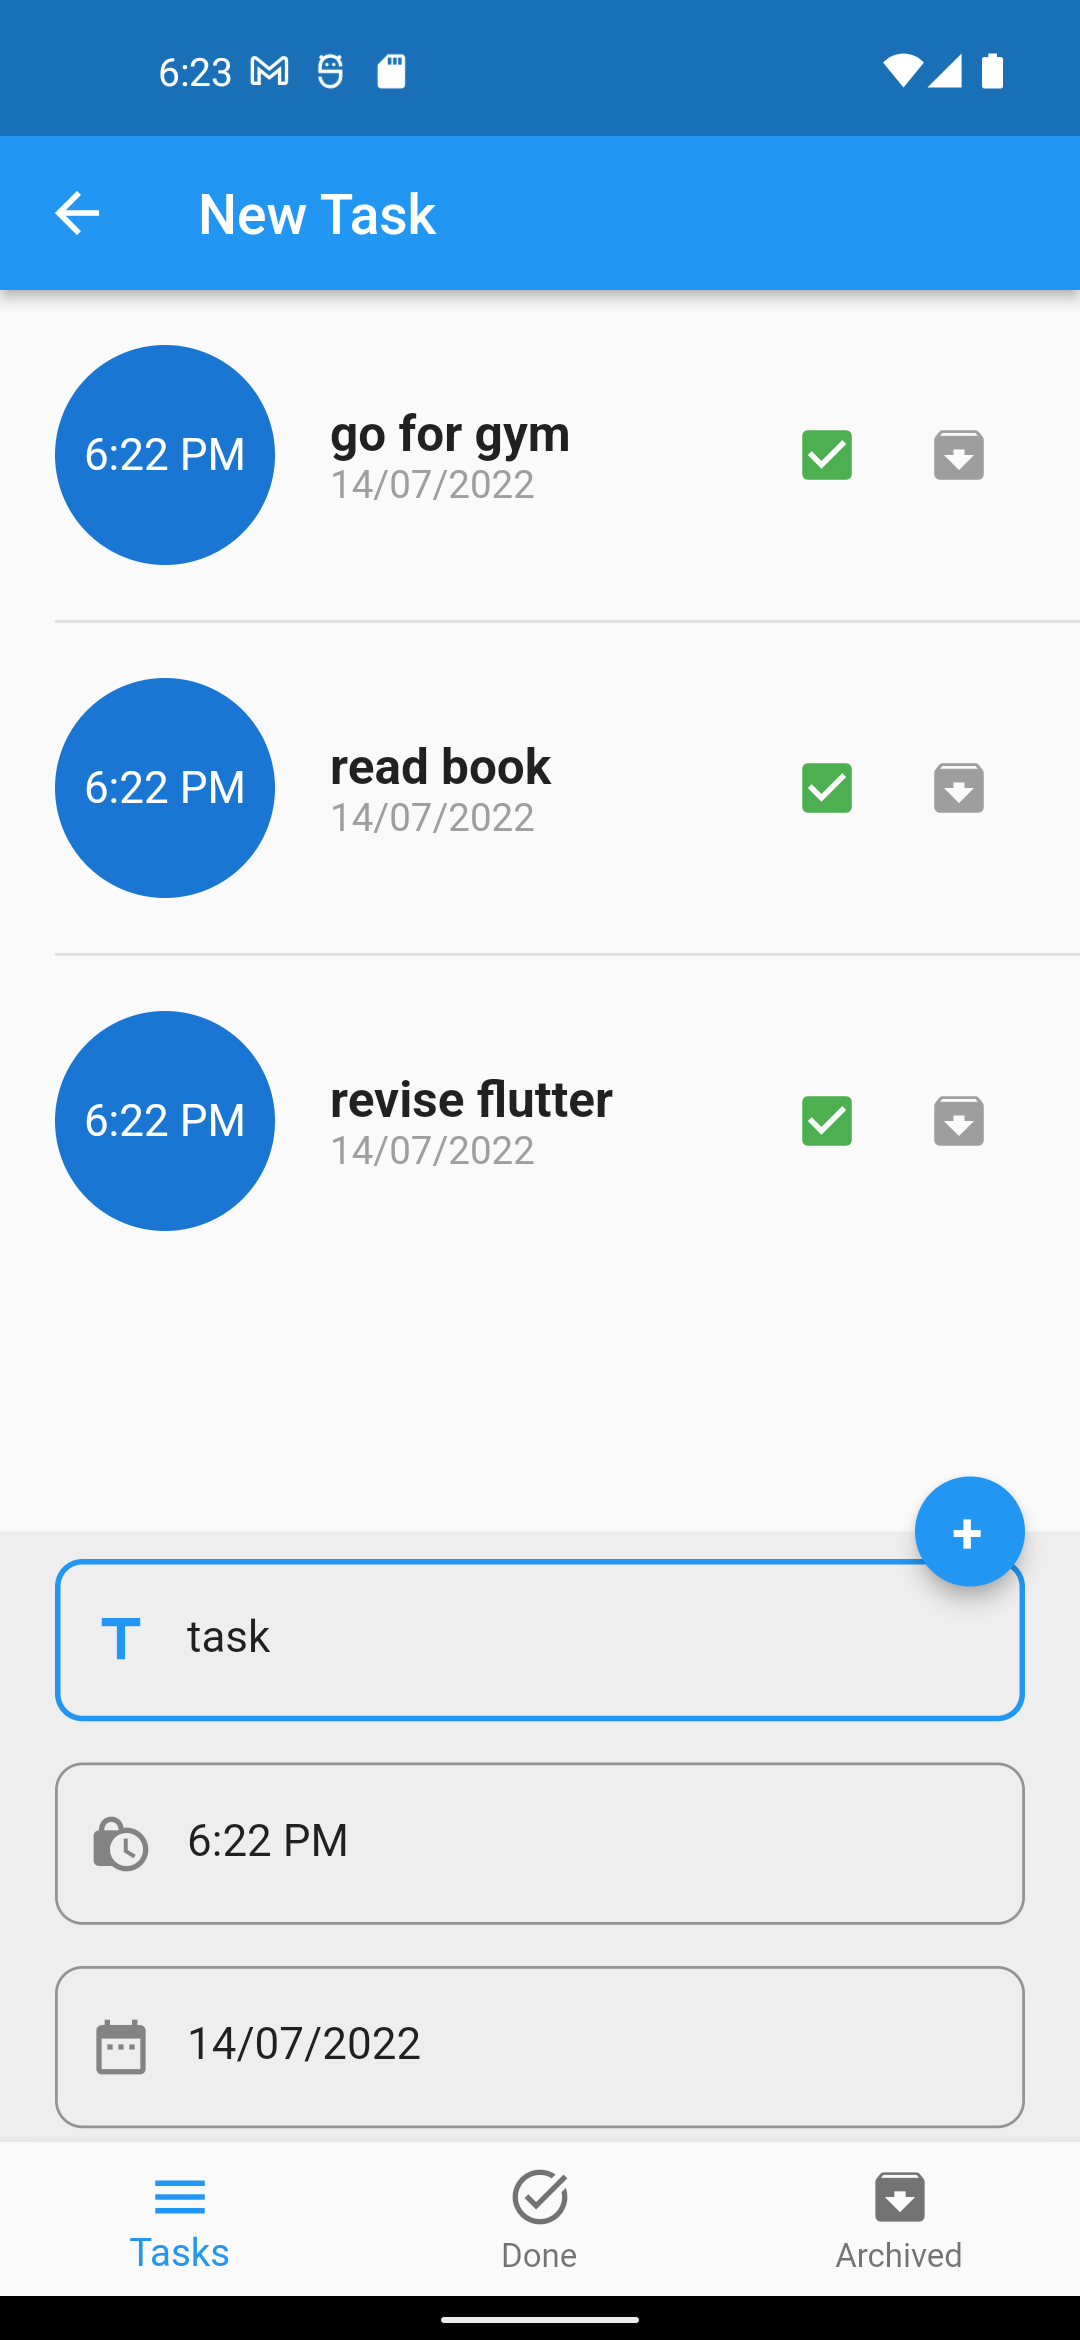 6:23
New Task
6:22 PM
go for gym
14/07/2022
6:22 PM
read book
14/07/2022
6:22 PM
revise flutter
14/07/2022
+
task
6:22 PM
14/07/2022
Tasks
Done
Archived